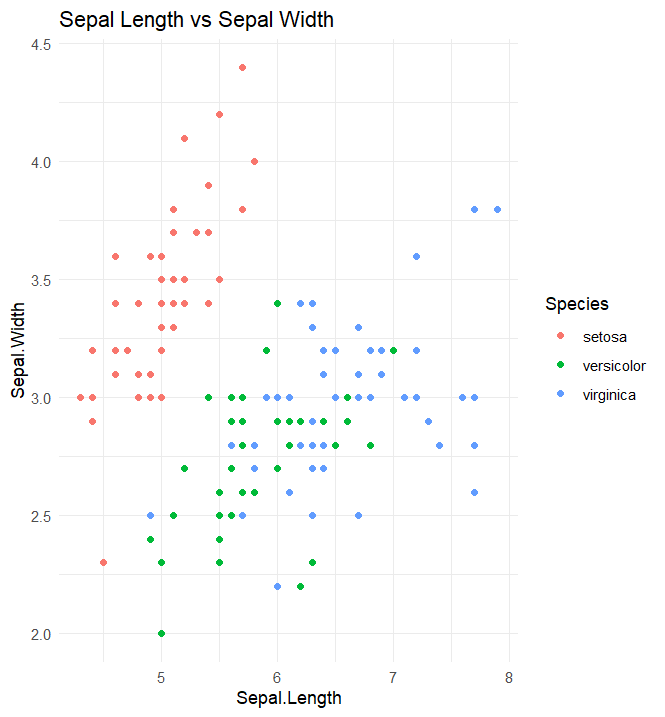 Sepal Length vs Sepal Width
4.5
4.0
3.5
3.0
2.5
2.0
Sepal.Width
5 6 7 8
Sepal.Length
Species
setosa
versicolor
virginica